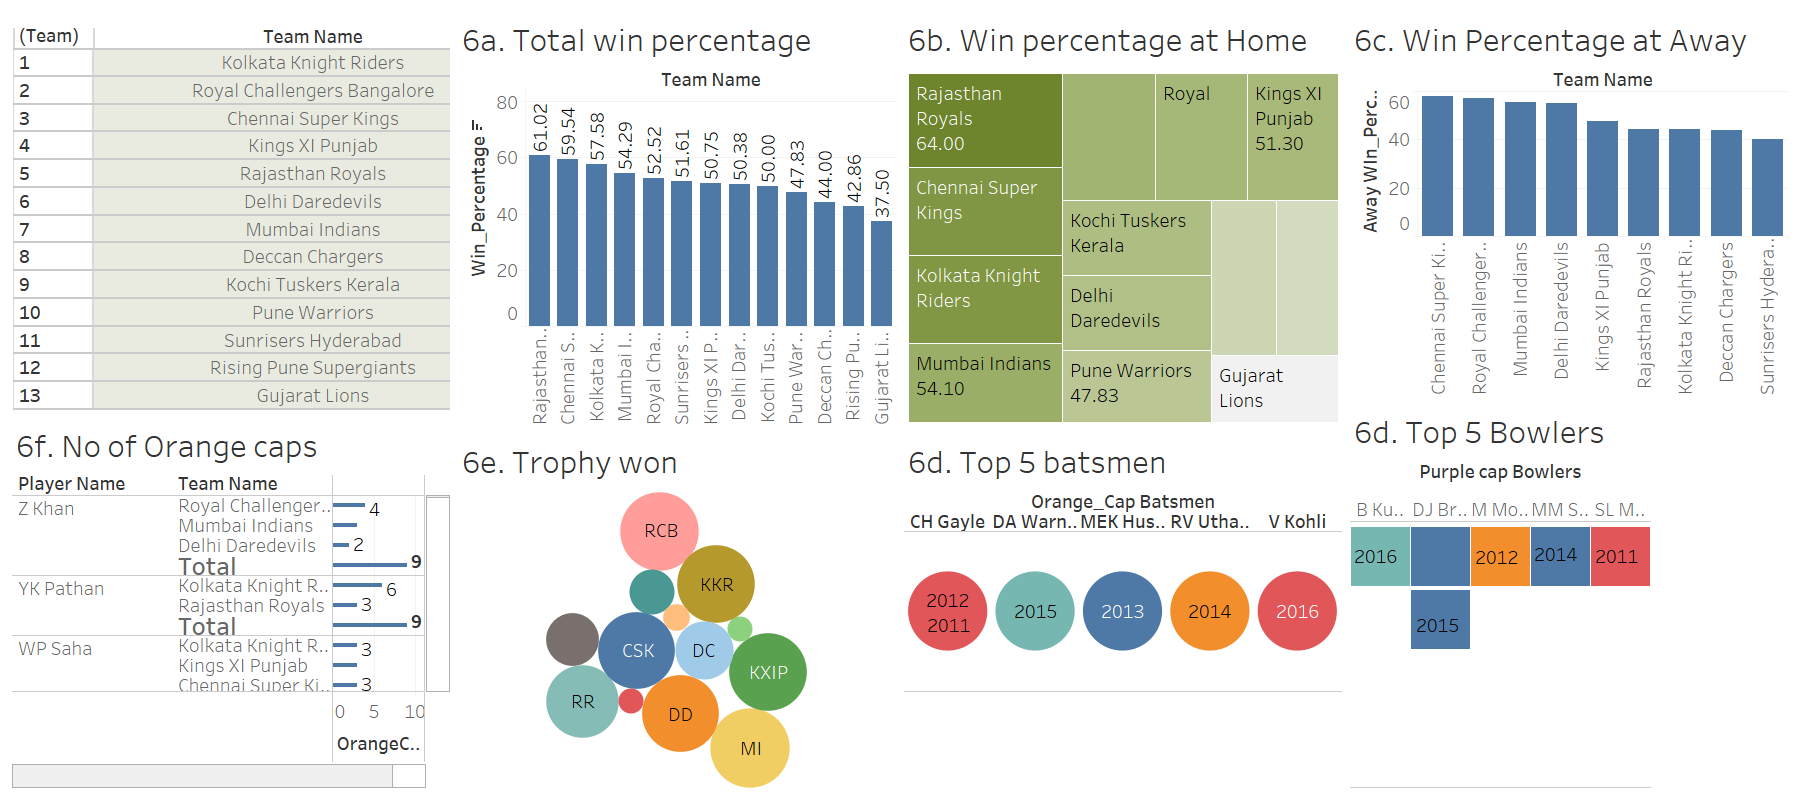 (Team) Team Name
1 Kolkata Knight Riders
2 Royal Challengers Bangalore
3 Chennai Super Kings
4 Kings XI Punjab
5 Rajasthan Royals
6 Delhi Daredevils
7 Mumbai Indians
8 Deccan Chargers
9 Kochi Tuskers Kerala
10 Pune Warriors
11 Sunrisers Hyderabad
12 Rising Pune Supergiants
13 Gujarat Lions
6a. Total win percentage
Team Name
Win_Percentage
80
60
40
20
0
61.02 59.54 57.58 54.29 52.52 51.61 50.75 50.38 50.00 47.83 44.00 42.86 37.50
Rajasthan..
Chennai S..
Kolkata K..
Mumbai I..
Royal Cha..
Sunrisers ..
Kings XI P..
Delhi Dar..
Kochi Tus..
Pune War..
Deccan Ch..
Rising Pu..
Gujarat Li..
6b. Win percentage at Home
Rajasthan
Royals
64.00
Chennai Super
Kings
Kolkata Knight
Riders
Mumbai Indians
54.10
Royal
Kings XI
Punjab
51.30
Kochi Tuskers
Kerala
Delhi
Daredevils
Pune Warriors
47.83
Gujarat
Lions
6c. Win Percentage at Away
Team Name
Away WIn_Perc..
60
40
20
0
Chennai Super Ki..
Royal Challenger..
Mumbai Indians
Delhi Daredevils
Kings XI Punjab
Rajasthan Royals
Kolkata Knight Ri..
Deccan Chargers
Sunrisers Hydera..
6f. No of Orange caps
Player Name Team Name
Z Khan Royal Challenger.. 4
Mumbai Indians
Delhi Daredevils 2
Total 9
YK Pathan Kolkata Knight R.. 6
Rajasthan Royals 3
Total 9
WP Saha Kolkata Knight R.. 3
Kings XI Punjab
Chennai Super Ki.. 3
0 5 10
OrangeC..
6e. Trophy won
RCB
KKR
CSK
DC
KXIP
RR
DD
MI
6d. Top 5 batsmen
Orange_Cap Batsmen
CH Gayle DA Warn.. MEK Hus.. RV Utha.. V Kohli
2012
2011
2015
2013
2014
2016
6d. Top 5 Bowlers
Purple cap Bowlers
B Ku.. DJ Br.. M Mo.. MM S.. SL M..
2016 2012 2014 2011
2015